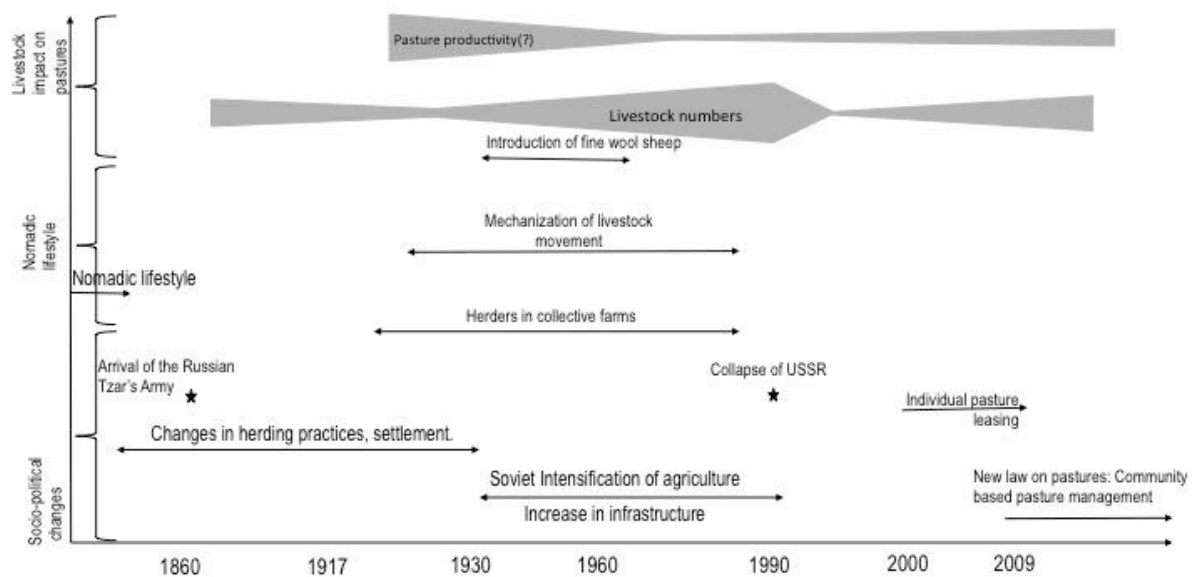 Livestock
impact on
pastures
Pasture productivity(?)
Livestock numbers
Introduction of fine wool sheep
Nomadic
lifestyle
Mechanization of livestock
movement
Nomadic lifestyle
Herders in collective farms
Arrival of the Russian
Tzar's Army
Collapse of USSR
Individual pasture
leasing
Changes in herding practices, settlement.
Socio-political
changes
Soviet Intensification of agriculture
Increase in infrastructure
New law on pastures: Community
based pasture management
1860 1917 1930 1960 1990 2000 2009